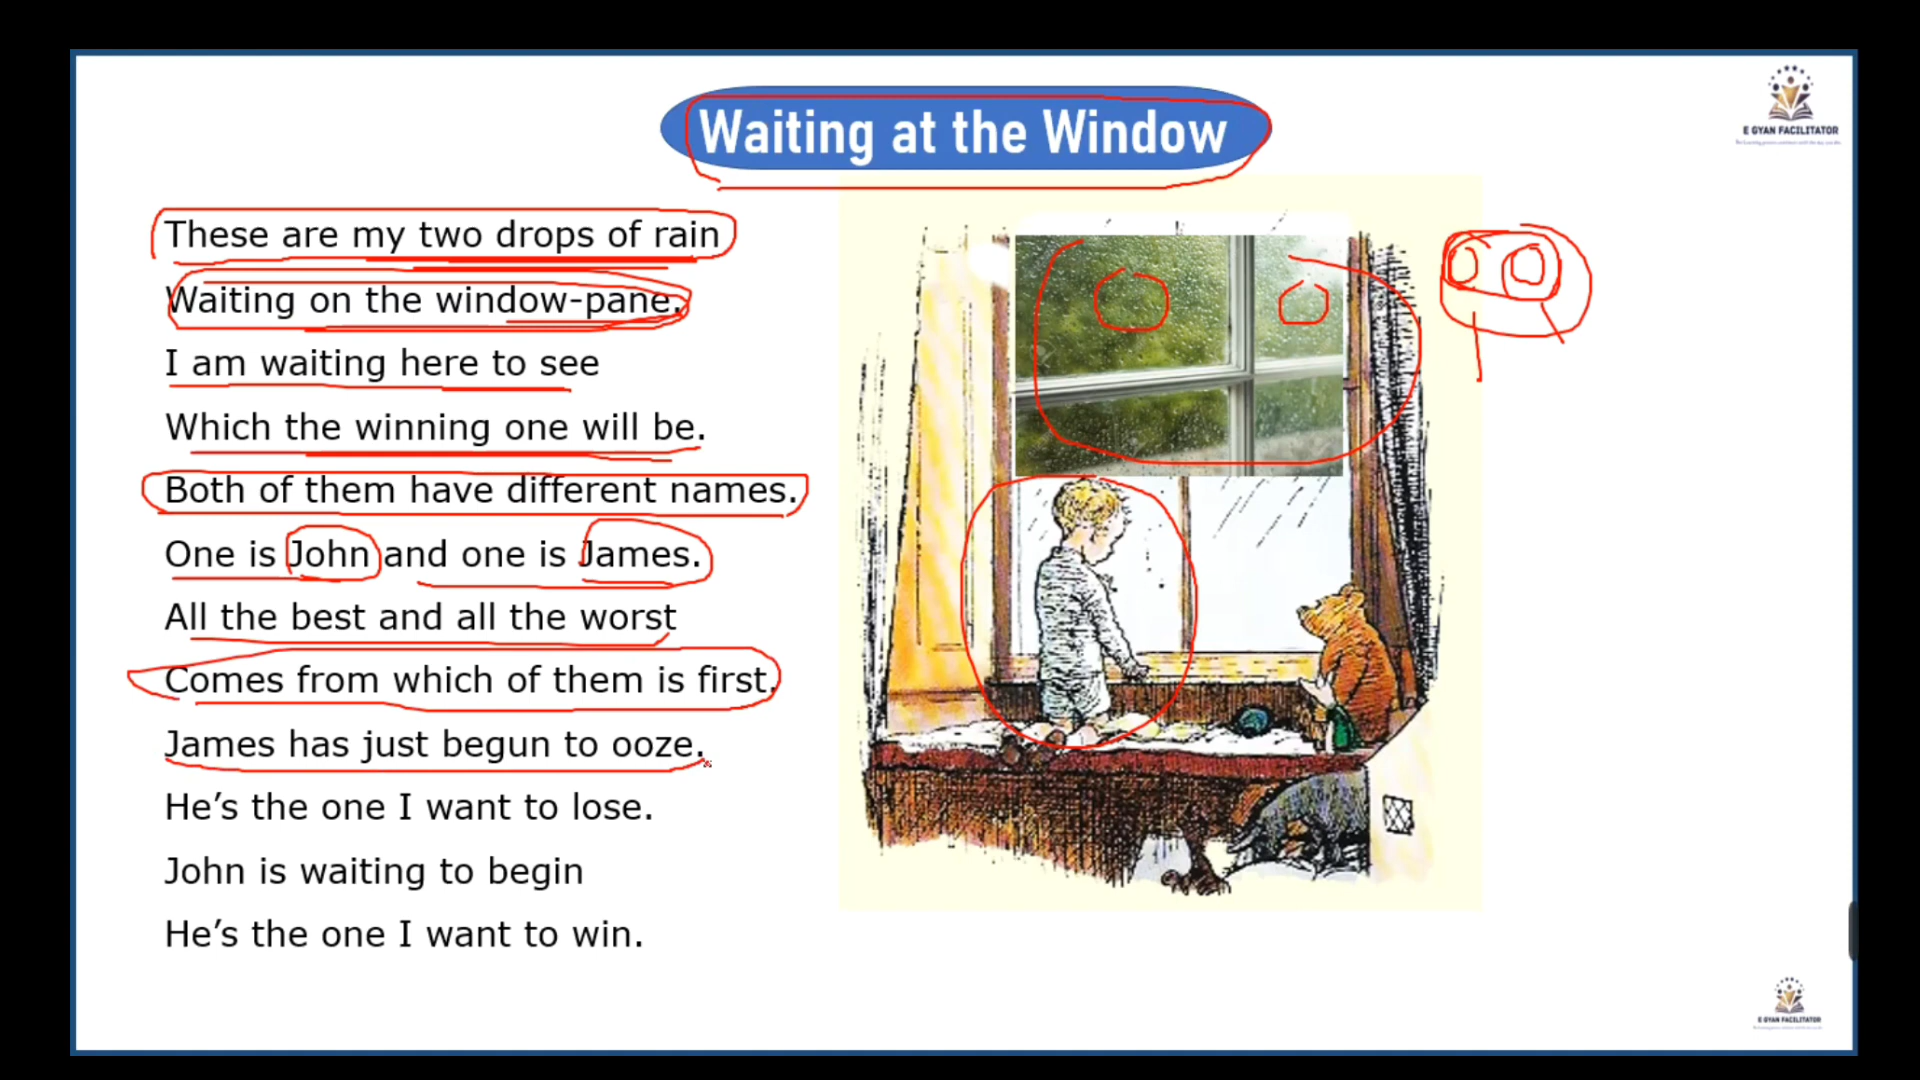 Waiting at the Window
E GYAN FACILITATOR
These are my two drops of rain
Waiting on the window-pane.
I am waiting here to see
Which the winning one will be.
Both of them have different names.
One is John and one is James.
All the best and all the worst
Comes from which of them is first.
James has just begun to ooze.
He’s the one I want to lose.
John is waiting to begin
He’s the one I want to win.
E GYAN FACILITATOR